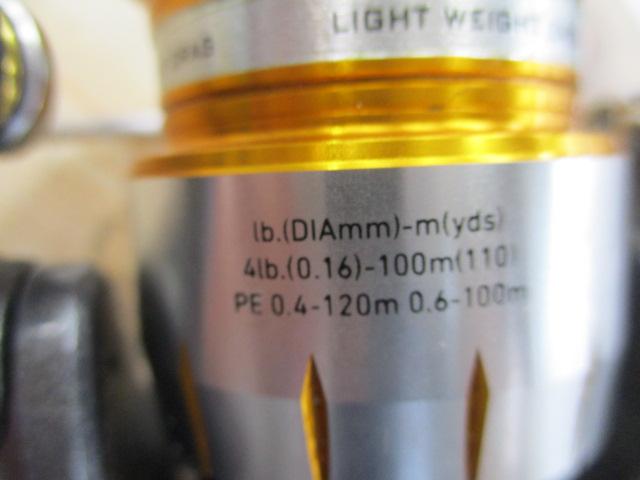 LIGHT WEIGHT
lb.(DIAmm)-m(yds)
4lb.(0.16)-100m(110)
PE 0.4-120m 0.6-100m